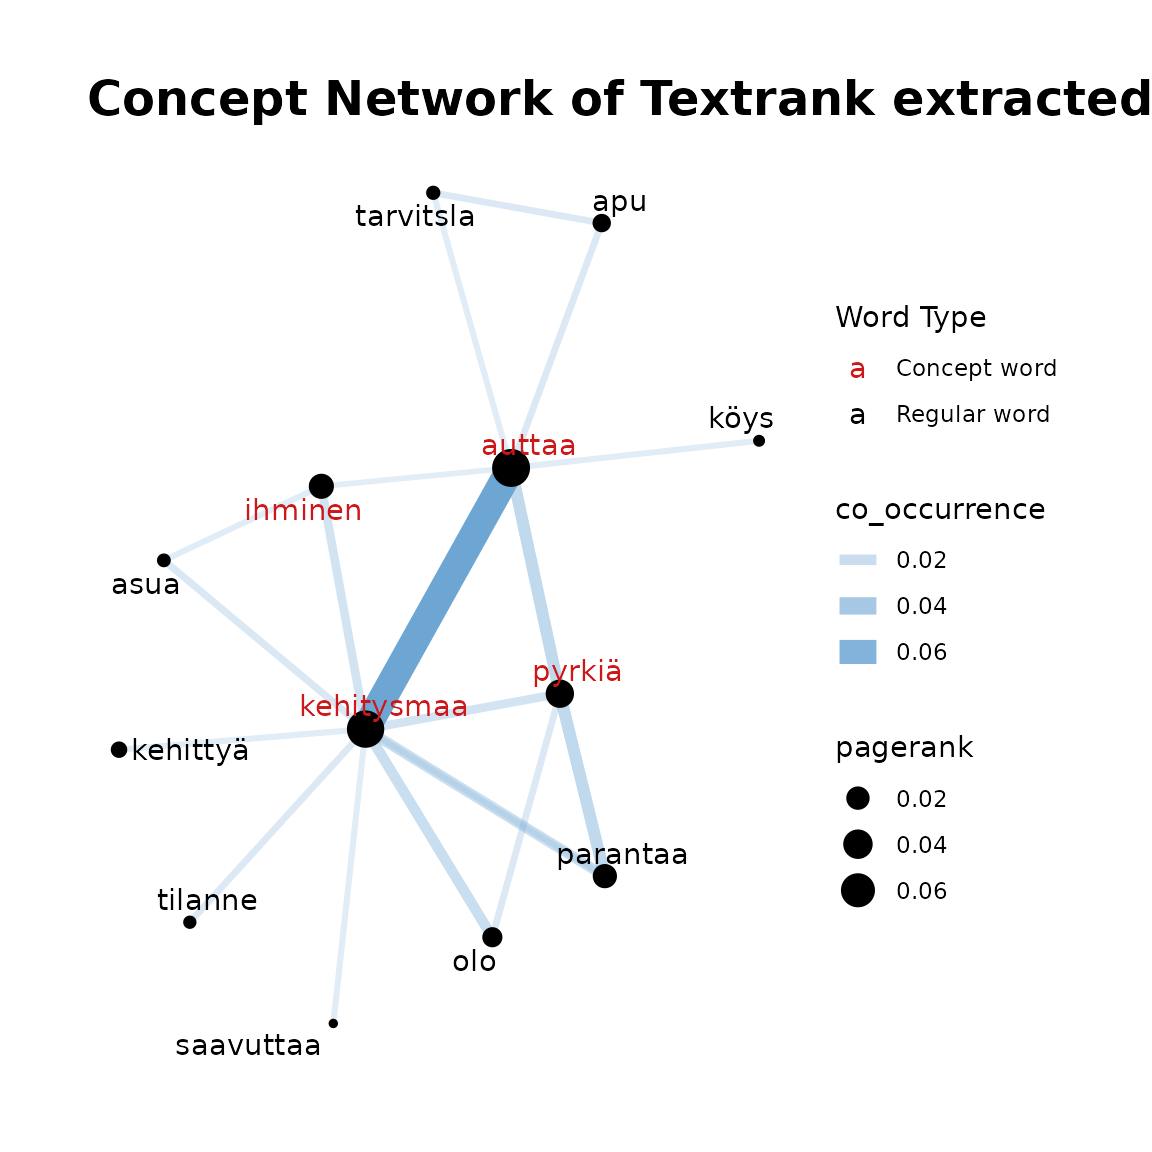 Concept Network of Textrank extracted
tarvitsla
apu
Word Type
a Concept word
a Regular word
köys
auttaa
ihminen
co_occurrence
0.02
0.04
0.06
asua
pyrkiä
kehitysmaa
kehittyä
pagerank
0.02
0.04
0.06
parantaa
tilanne
olo
saavuttaa